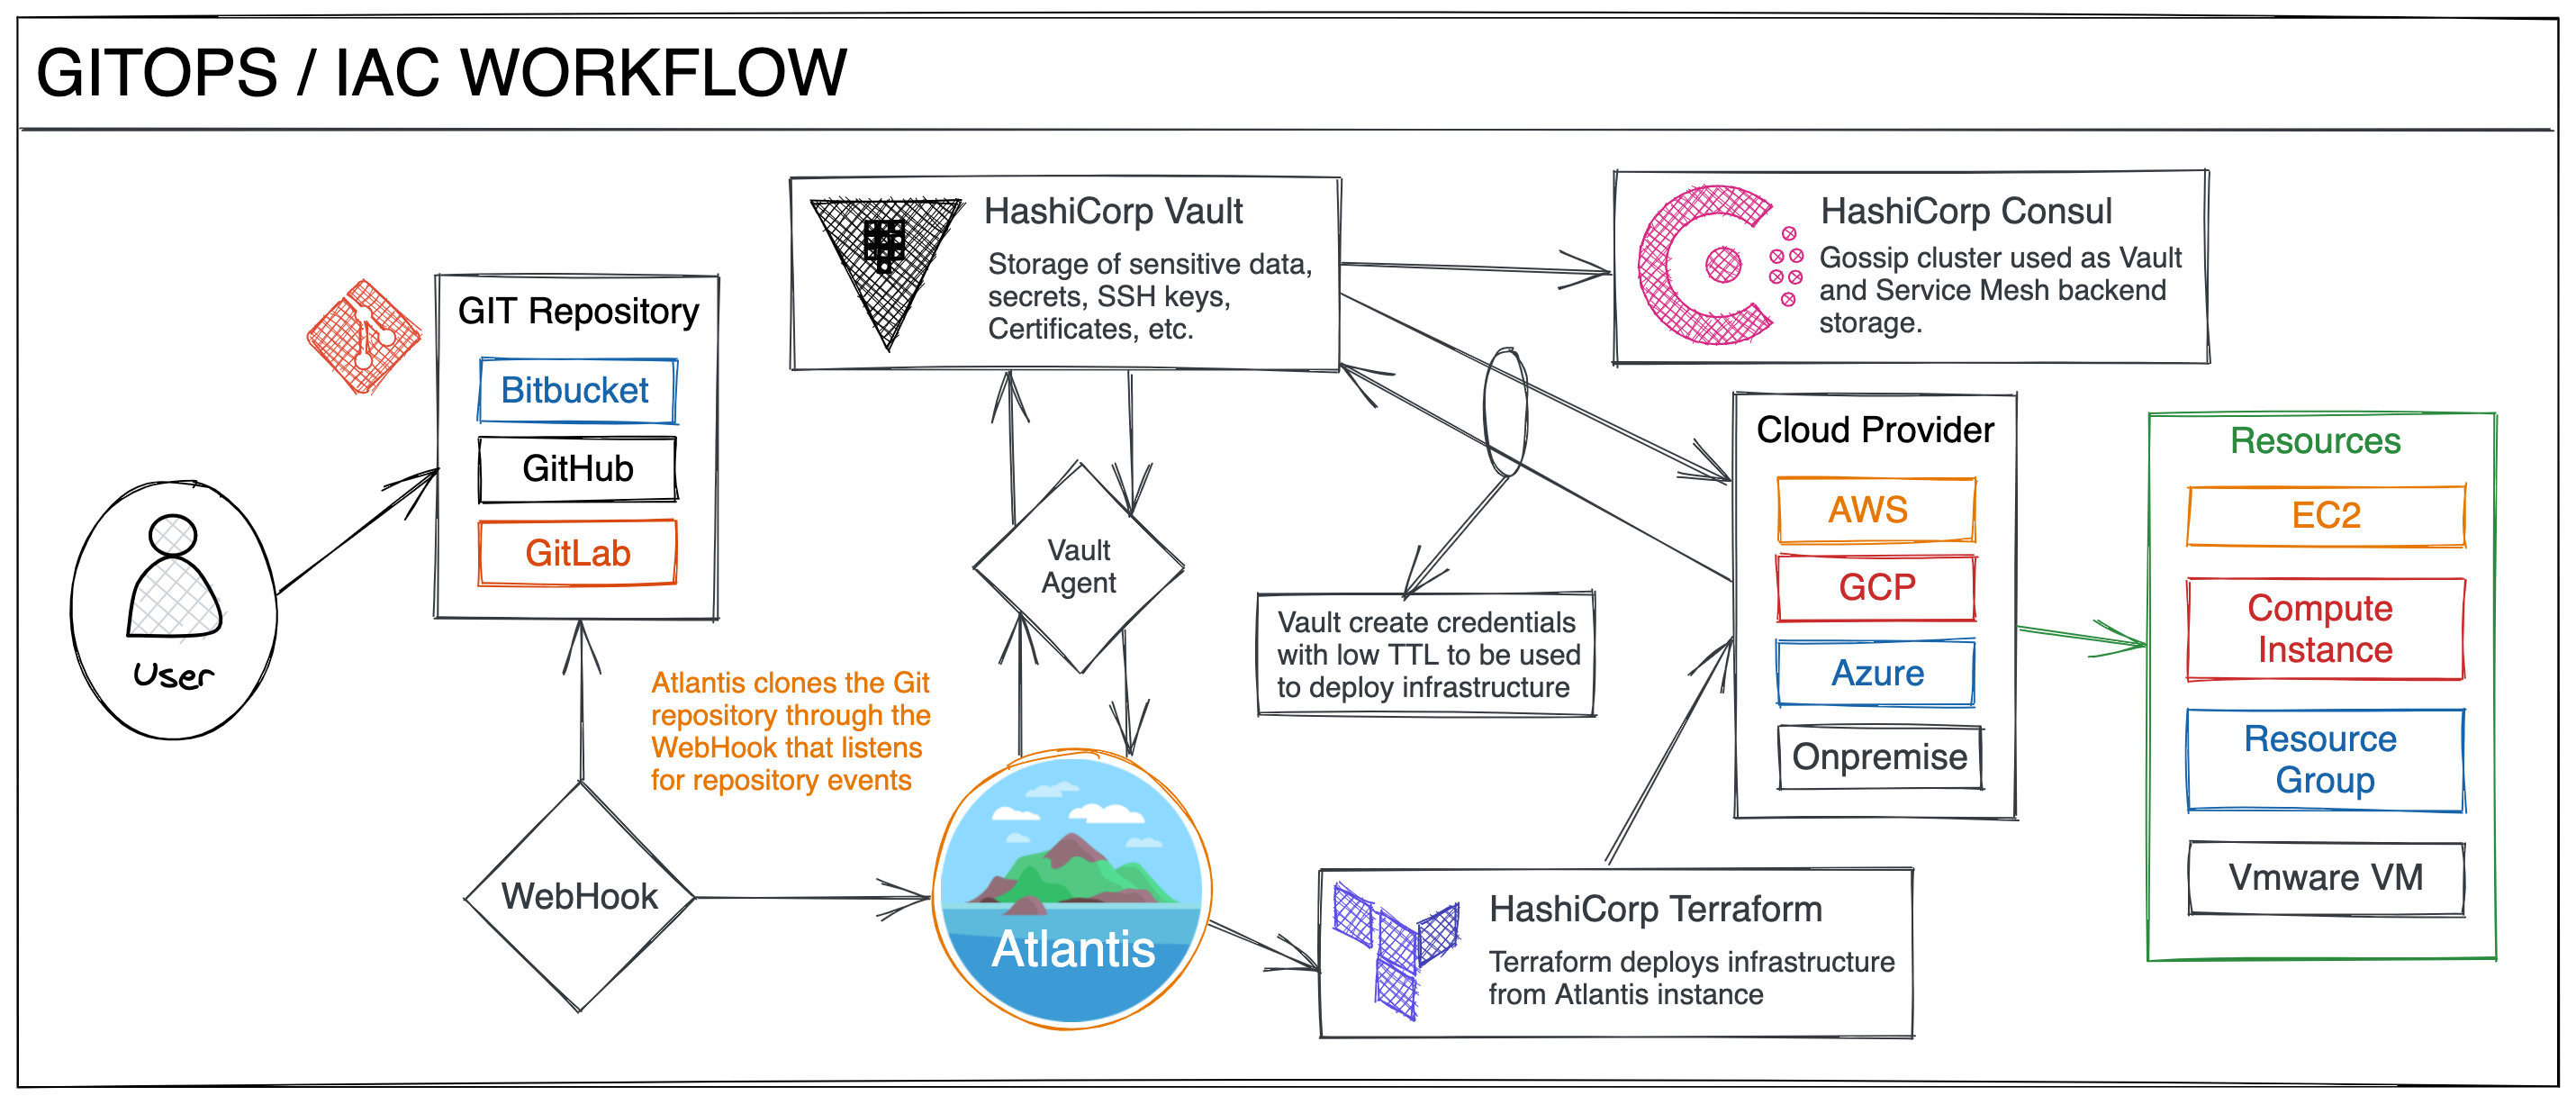 GITOPS / IAC WORKFLOW
HashiCorp Vault
Storage of sensitive data,
secrets, SSH keys,
Certificates, etc.
HashiCorp Consul
Gossip cluster used as Vault
and Service Mesh backend
storage.
GIT Repository
Bitbucket
GitHub
GitLab
User
Vault
Agent
Vault create credentials
with low TTL to be used
to deploy infrastructure
Cloud Provider
AWS
GCP
Azure
Onpremise
Resources
EC2
Compute
Instance
Resource
Group
Vmware VM
Atlantis clones the Git
repository through the
WebHook that listens
for repository events
WebHook
Atlantis
HashiCorp Terraform
Terraform deploys infrastructure
from Atlantis instance